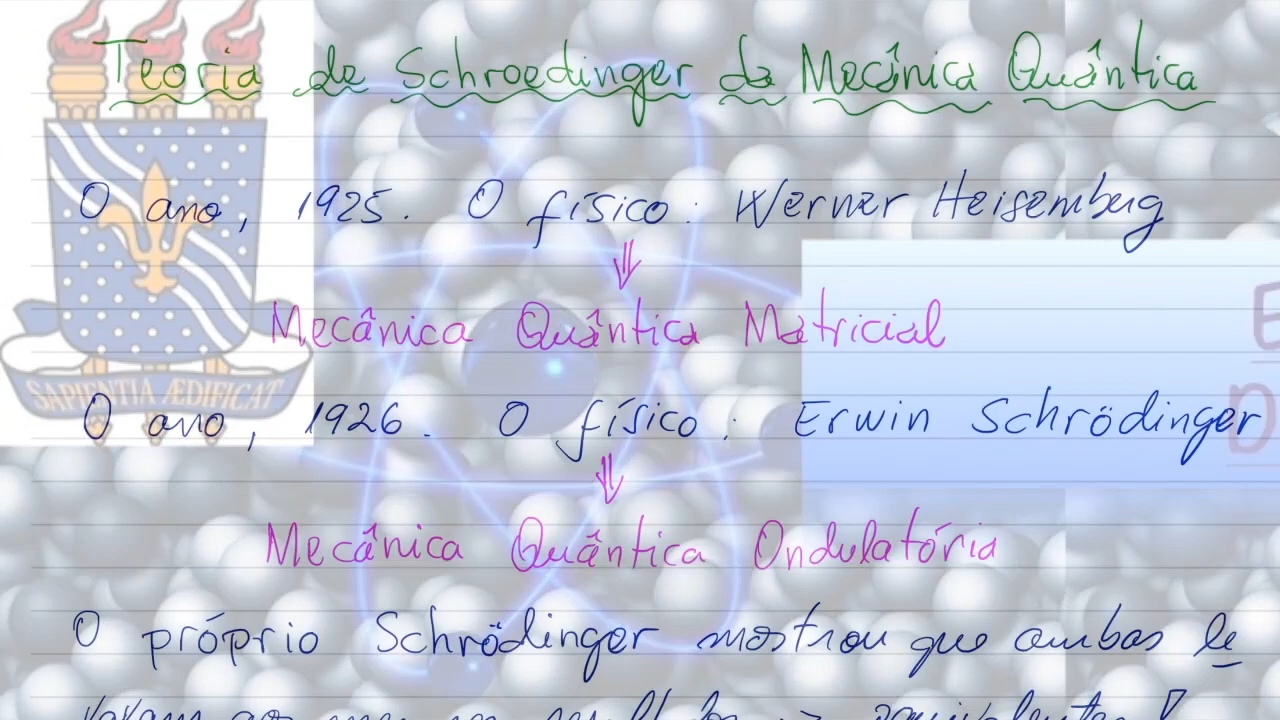 Teoria de Schroedinger da Mecânica Quântica
O ano, 1925. O físico: Werner Heisemberg
Mecânica Quântica Matricial
SAPIENTIA ÆDIFICAT
O ano, 1926. O físico: Erwin Schrödinger
Mecânica Quântica Ondulatória
O próprio Schrödinger mostrou que ambas le